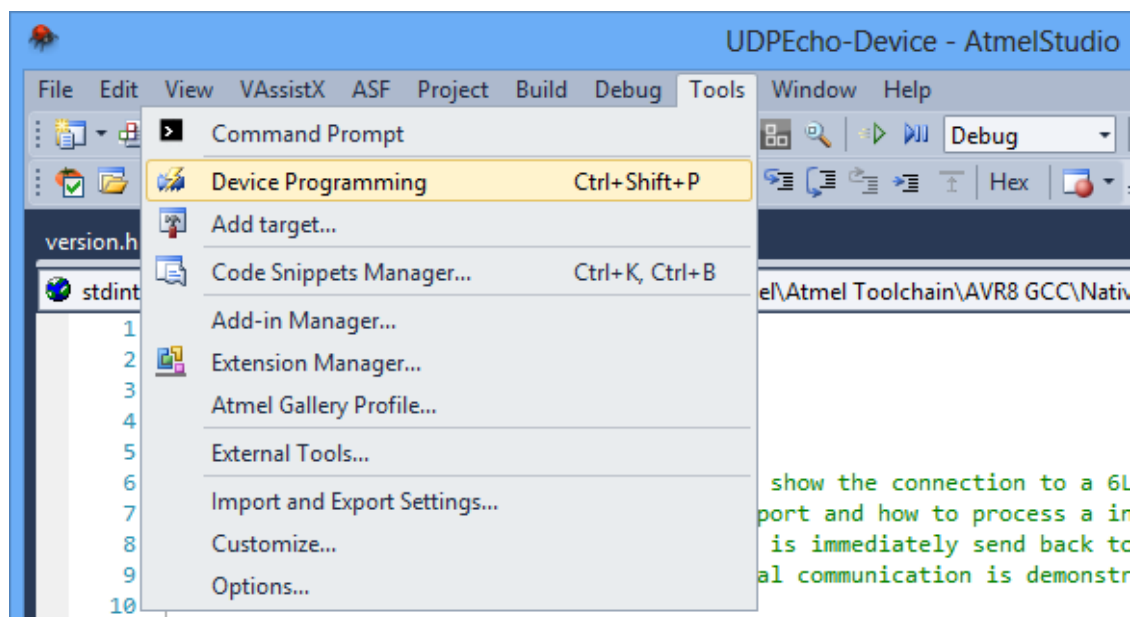 UDPEcho-Device - AtmelStudio
File Edit View VAssistX ASF Project Build Debug Tools Window Help
Command Prompt
Debug
Device Programming Ctrl+Shift+P
Hex
Add target...
version.h
Code Snippets Manager... Ctrl+K, Ctrl+B
stdint
el\Atmel Toolchain\AVR8 GCC\Nativ
Add-in Manager...
Extension Manager...
Atmel Gallery Profile...
External Tools...
Import and Export Settings...
Customize...
Options...
1
2
3
4
5
6 show the connection to a 6L
7 port and how to process a in
8 is immediately send back to
9 al communication is demonstr
10